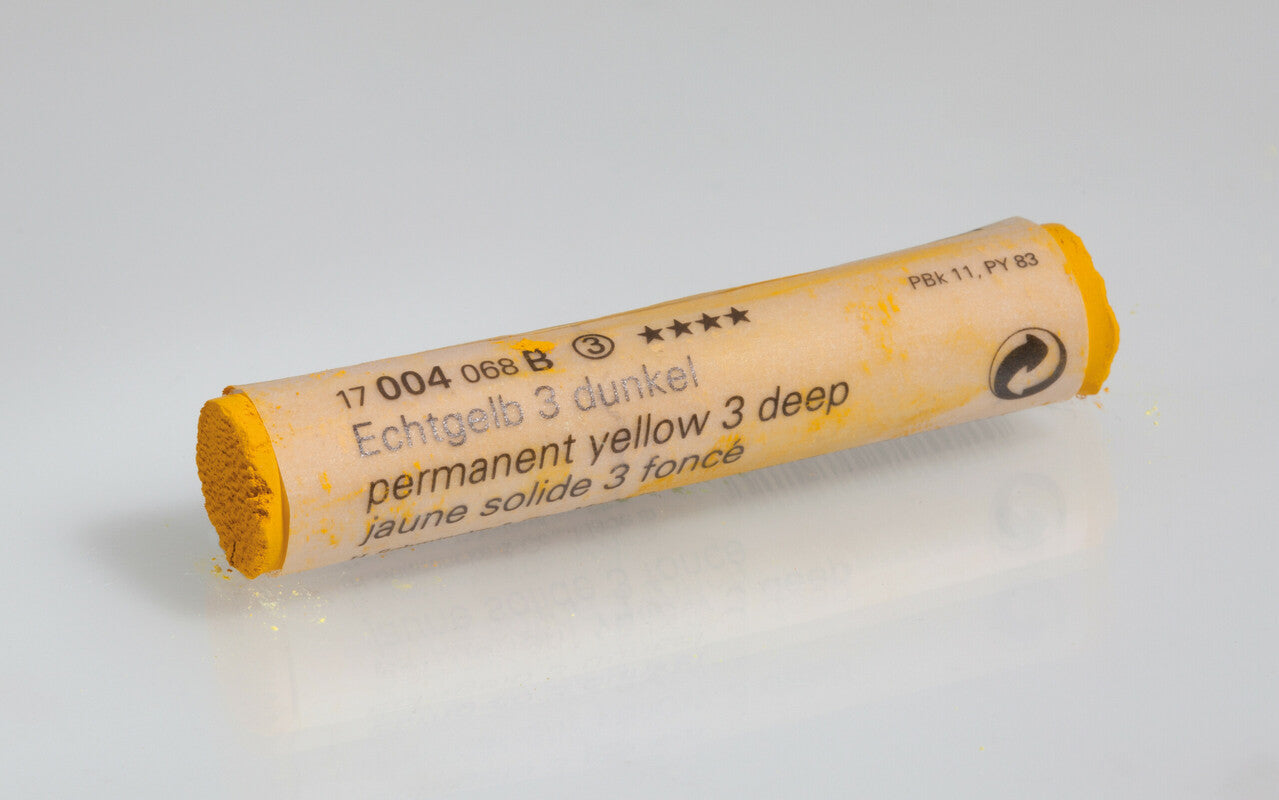 17 004 068 B ③ ★★★★
Echtgelb 3 dunkel
permanent yellow 3 deep
jaune solide 3 foncé
PBk 11, PY 83